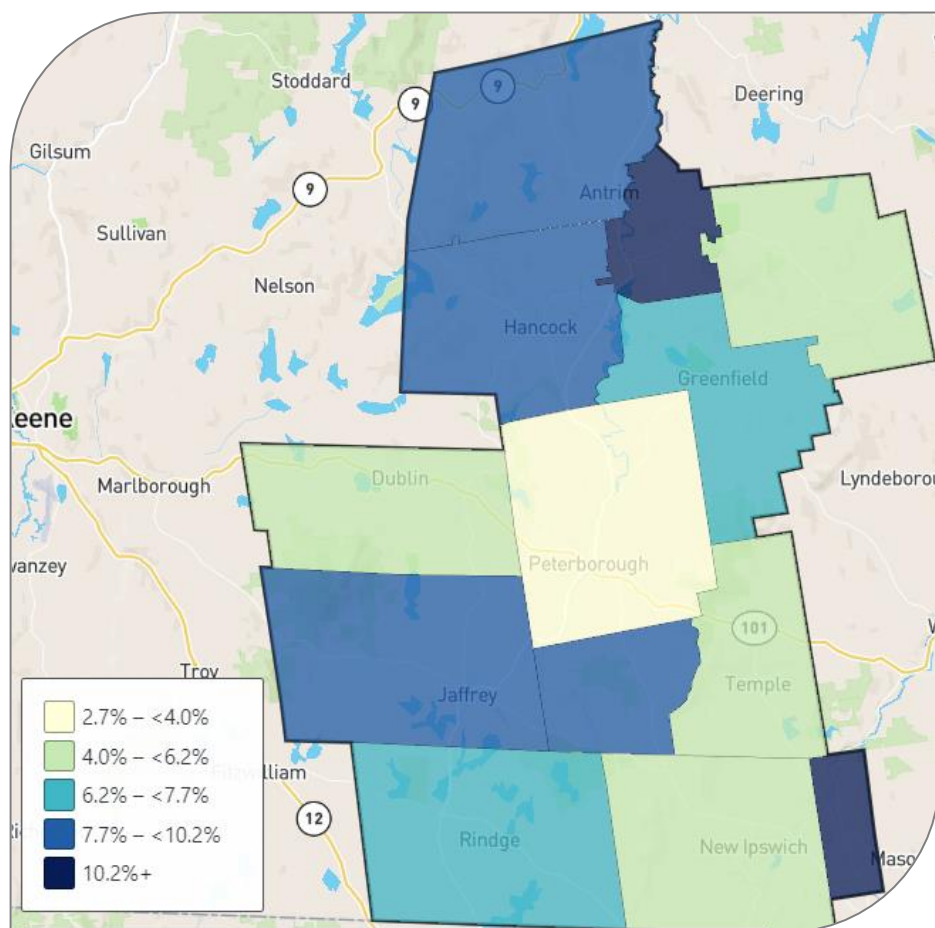 Stoddard
9
9
Deering
Gilsum
9
Antrim
Sullivan
Nelson
Hancock
Greenfield
eene
Dublin
Marlborough
Lyndeborou
wanzey
Peterborough
101
Troy
Temple
Jaffrey
2.7% – <4.0%
4.0% – <6.2%
6.2% – <7.7%
7.7% – <10.2%
10.2%+
Fitzwilliam
12
Rindge
New Ipswich
Maso